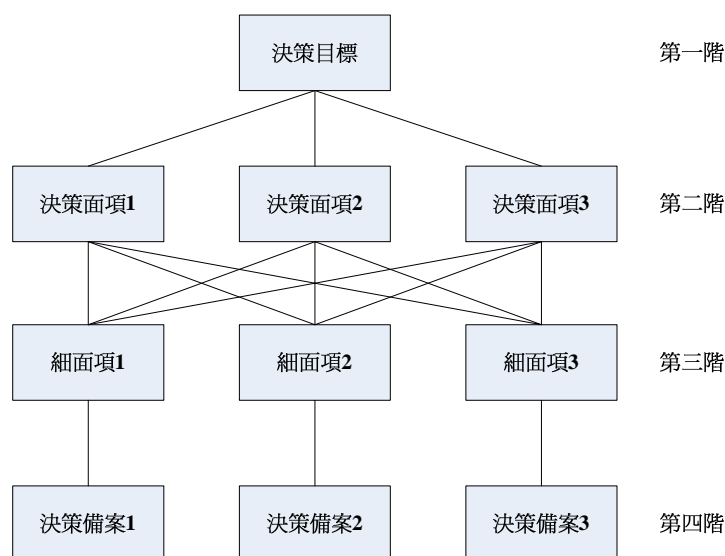 決策目標 第一階
決策面項1 決策面項2 決策面項3 第二階
細面項1 細面項2 細面項3 第三階
決策備案1 決策備案2 決策備案3 第四階